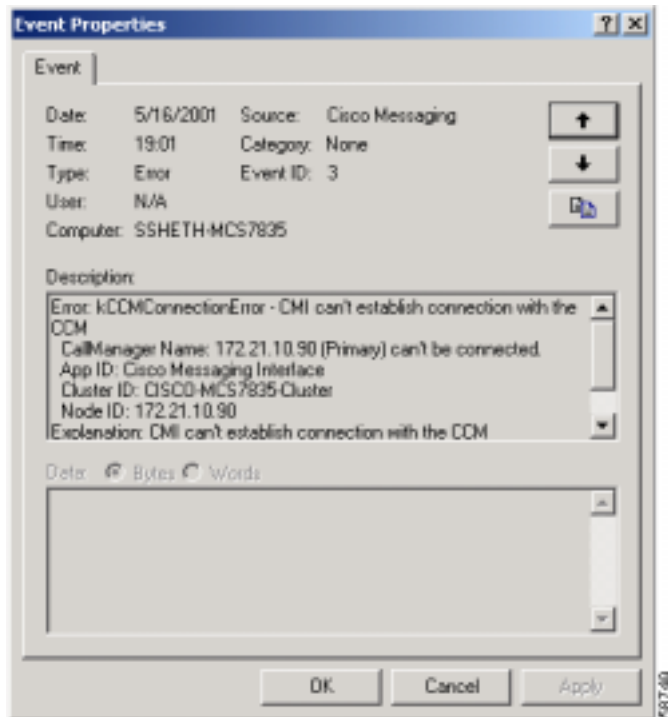 Event Properties
Event
Date: 5/16/2001 Source: Cisco Messaging
Time: 19:01 Category: None
Type: Error Event ID: 3
User: N/A
Computer: SSHETH-MCS7835
Description:
Error: kCCMConnectionError - CMI can't establish connection with the
CCM
CallManager Name: 172.21.10.90 (Primary) can't be connected.
App ID: Cisco Messaging Interface
Cluster ID: CISCO-MCS7835-Cluster
Node ID: 172.21.10.90
Explanation: CMI can't establish connection with the CCM
Data: Bytes Words
OK Cancel Apply